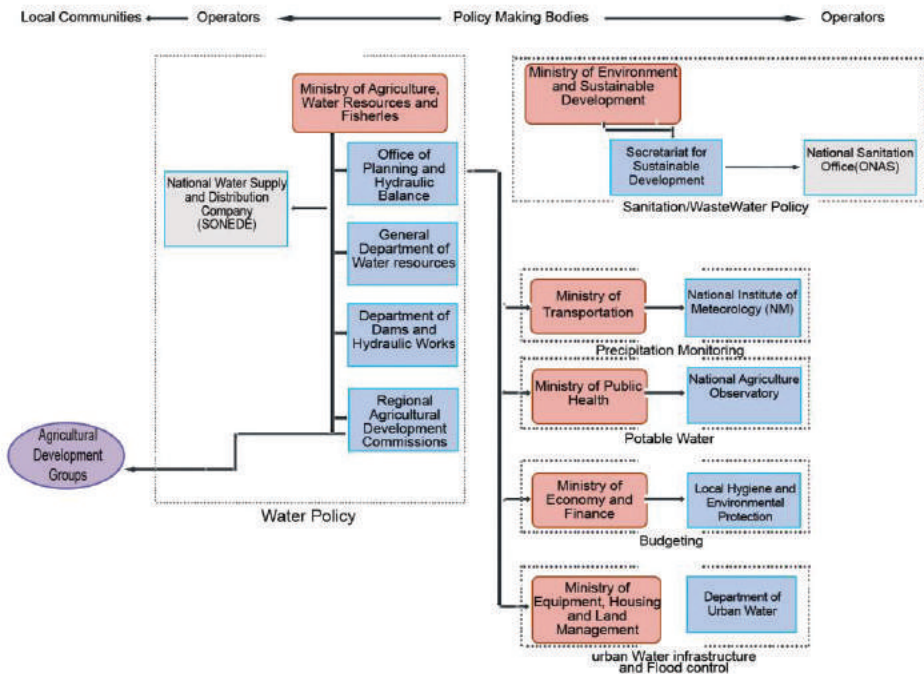 Local Communities
Operators
Policy Making Bodies
Operators
Ministry of Agriculture,
Water Resources and
Fisherles
Office of
Planning and
Hydraulic
Balance
National Water Supply
and Distribution
Company
(SONEDE)
General
Department of
Water resources
Department of
Dams and
Hydraulic Works
Regional
Agricultural
Development
Commissions
Agricultural
Development
Groups
Water Policy
Ministry of Environment
and Sustainable
Development
Secretariat for
Sustainable
Development
National Sanitation
Office(ONAS)
Sanitation/WasteWater Policy
Ministry of
Transportation
National Institute of
Meteorology (NM)
Precipitation Monitoring
Ministry of Public
Health
National Agriculture
Observatory
Potable Water
Ministry of
Economy and
Finance
Local Hygiene and
Environmental
Protection
Budgeting
Ministry of
Equipment, Housing
and Land
Management
Department of
Urban Water
urban Water infrastructure
and Flood control